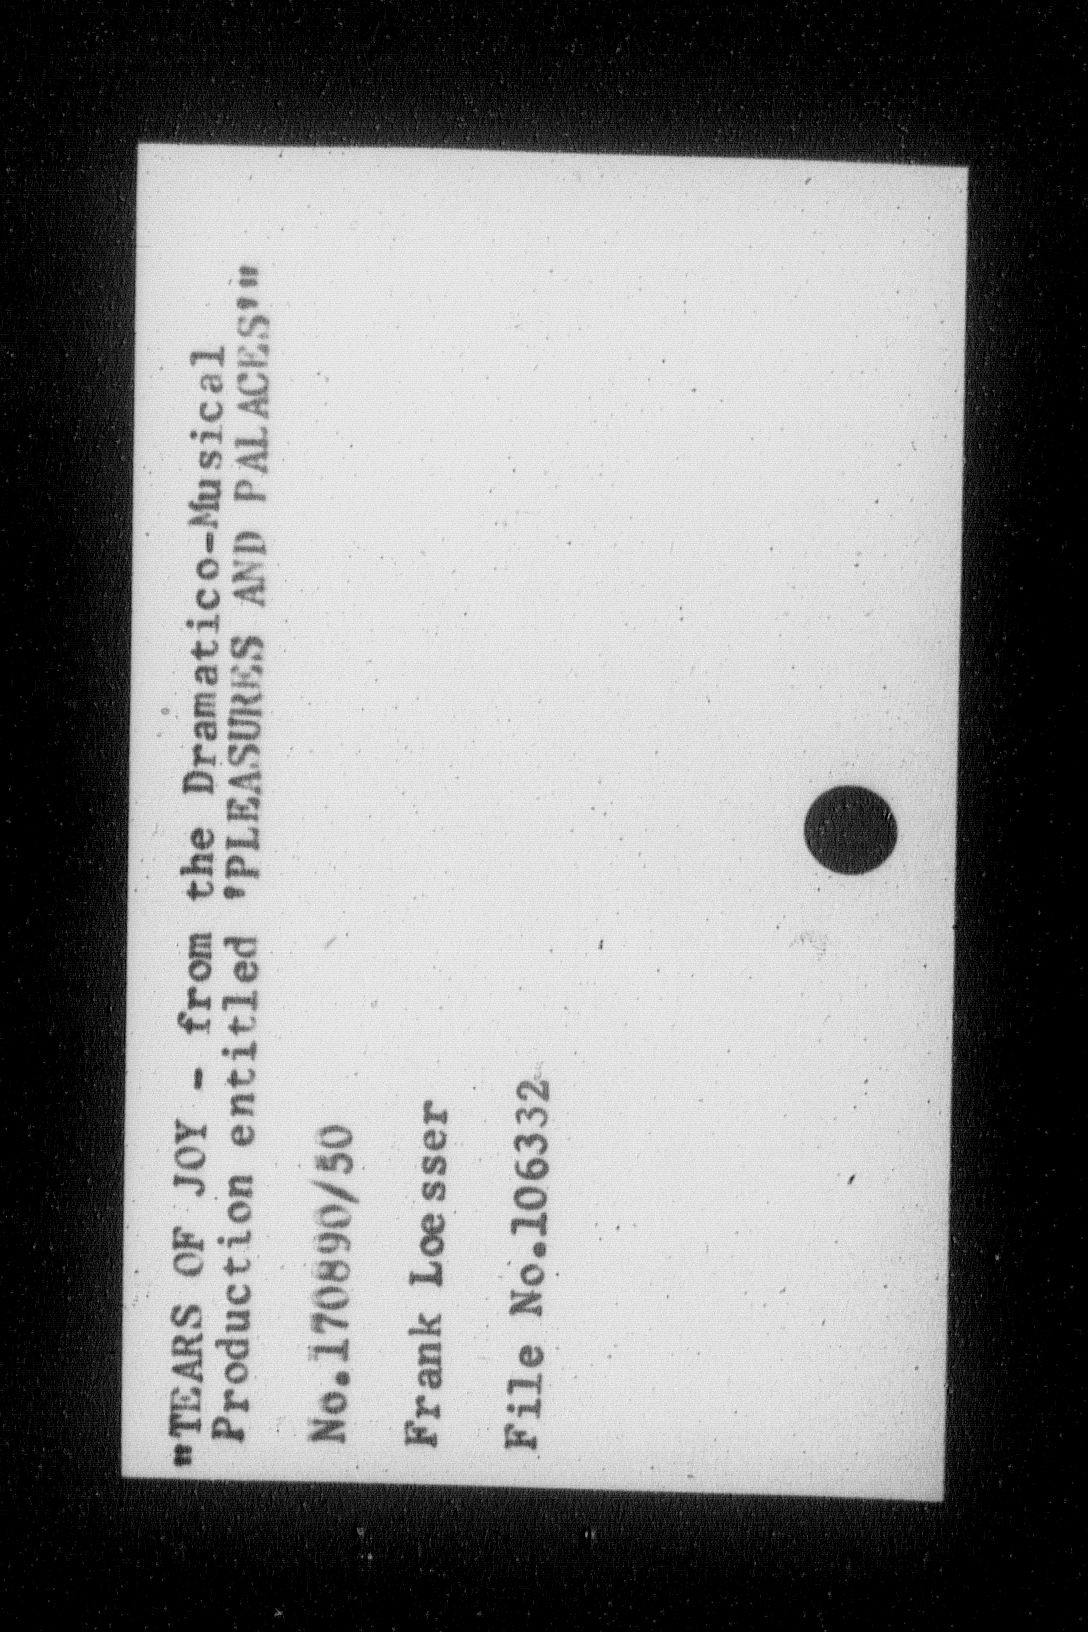 "TEARS OF JOY - from the Dramatico-Musical
Production entitled 'PLEASURES AND PALACES'"
No.170890/50
Frank Loesser
File No.106332